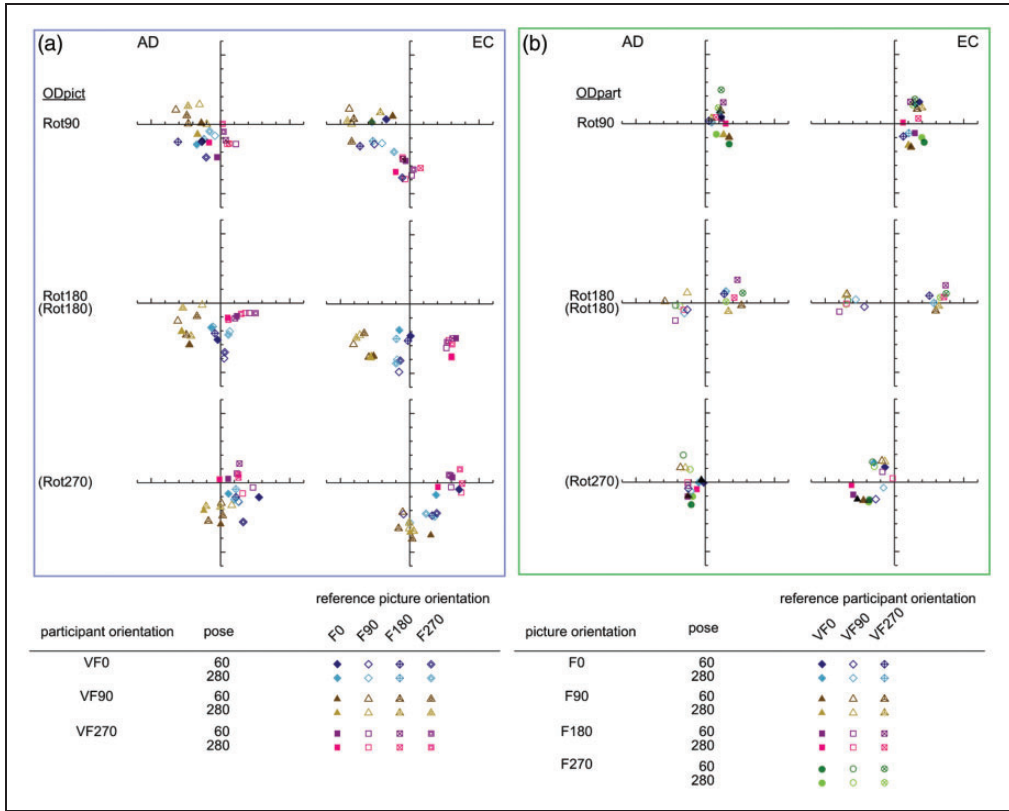 (a) AD EC
ODpict
Rot90
Rot180
(Rot180)
(Rot270)
(b) AD EC
ODpart
Rot90
Rot180
(Rot180)
(Rot270)
reference picture orientation
participant orientation pose F0 F90 F180 F270
VF0 60
280
VF90 60
280
VF270 60
280
reference participant orientation
picture orientation pose VF0 VF90 VF270
F0 60
280
F90 60
280
F180 60
280
F270 60
280